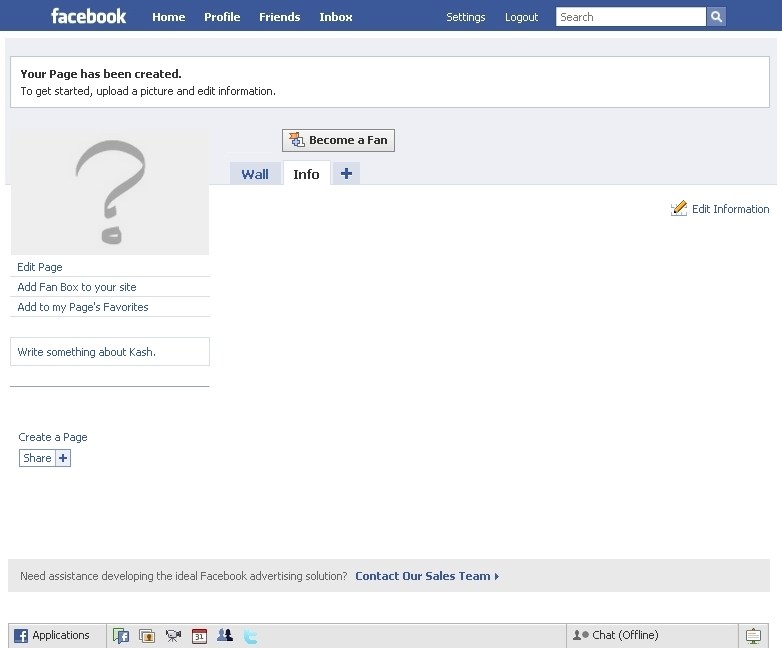 facebook Home Profile Friends Inbox Settings Logout Search
Your Page has been created.
To get started, upload a picture and edit information.
Become a Fan
Wall Info +
Edit Information
?
Edit Page
Add Fan Box to your site
Add to my Page's Favorites
Write something about Kash.
Create a Page
Share +
Need assistance developing the ideal Facebook advertising solution? Contact Our Sales Team
f Applications 31 Chat (Offline)